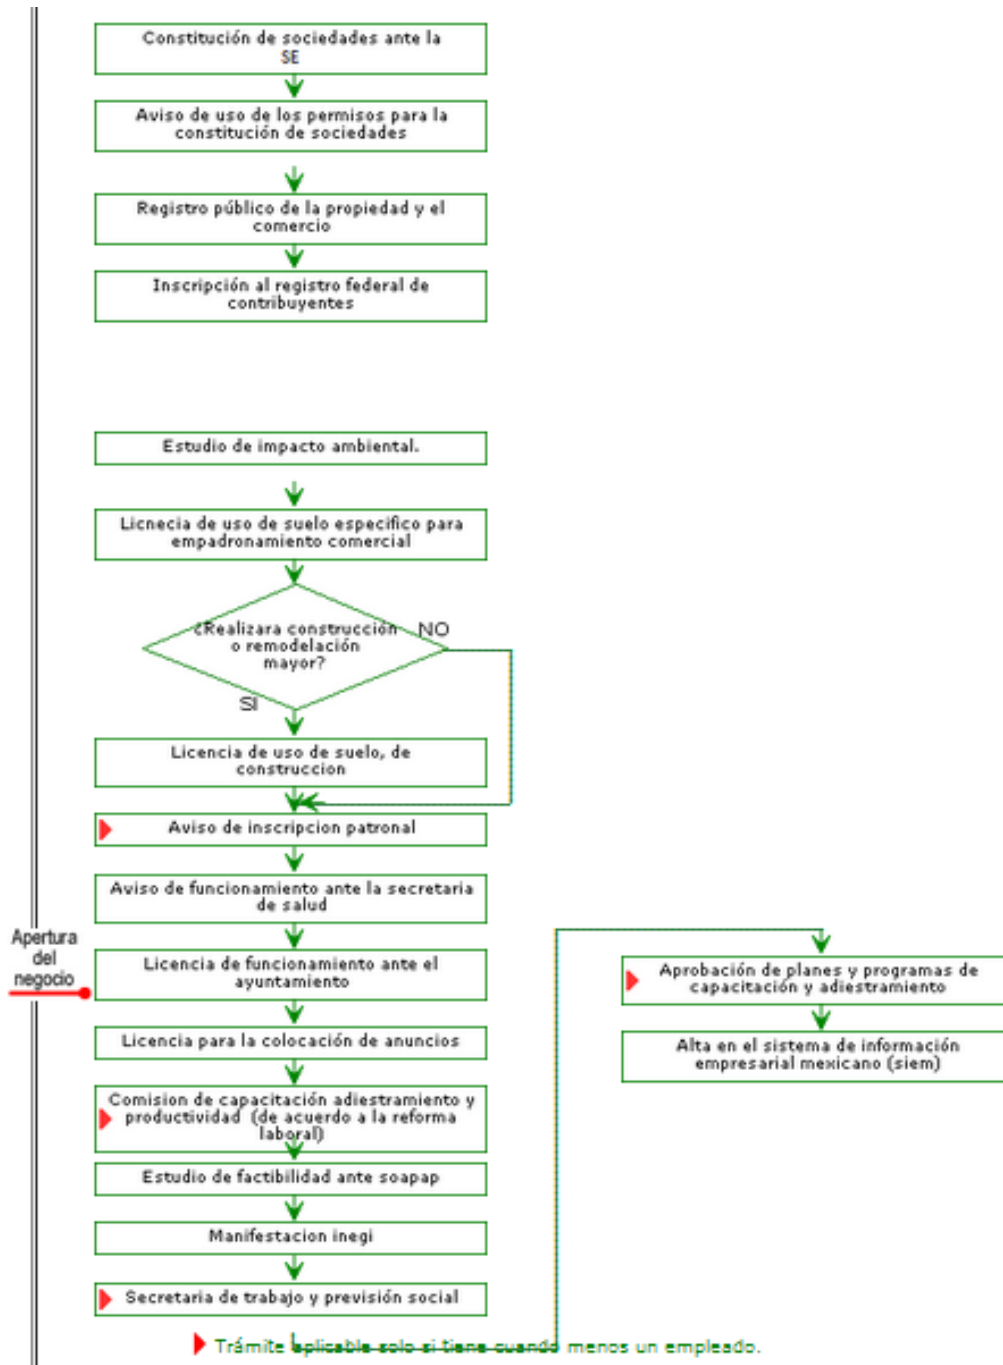 Constitución de sociedades ante la
SE
Aviso de uso de los permisos para la
constitución de sociedades
Registro público de la propiedad y el
comercio
Inscripción al registro federal de
contribuyentes
Estudio de impacto ambiental.
Licnecia de uso de suelo especifico para
empadronamiento comercial
¿Realizara construcción
o remodelación
mayor?
NO
SI
Licencia de uso de suelo, de
construccion
Aviso de inscripcion patronal
Aviso de funcionamiento ante la secretaria
de salud
Apertura
del
negocio
Licencia de funcionamiento ante el
ayuntamiento
Licencia para la colocación de anuncios
Comision de capacitación adiestramiento y
productividad (de acuerdo a la reforma
laboral)
Estudio de factibilidad ante soapap
Manifestacion inegi
Secretaria de trabajo y previsión social
Aprobación de planes y programas de
capacitación y adiestramiento
Alta en el sistema de información
empresarial mexicano (siem)
Trámite aplicable solo si tiene cuando menos un empleado.